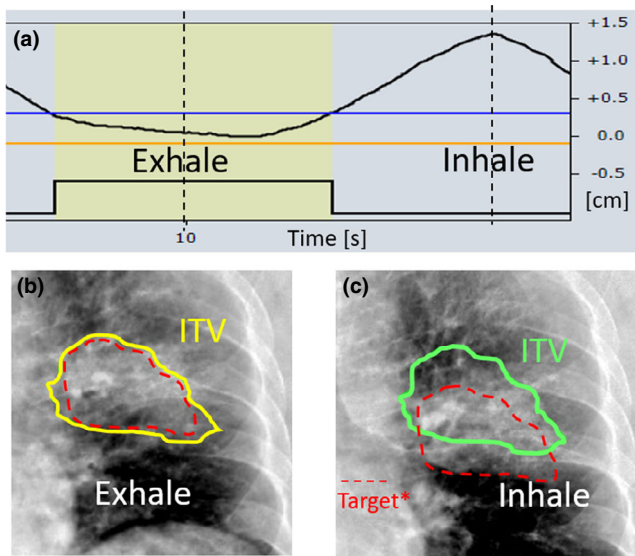 (a)
+1.5
+1.0
+0.5
0.0
-0.5
[cm]
Exhale
Inhale
10
Time [s]
(b)
ITV
Exhale
(c)
ITV
Target*
Inhale